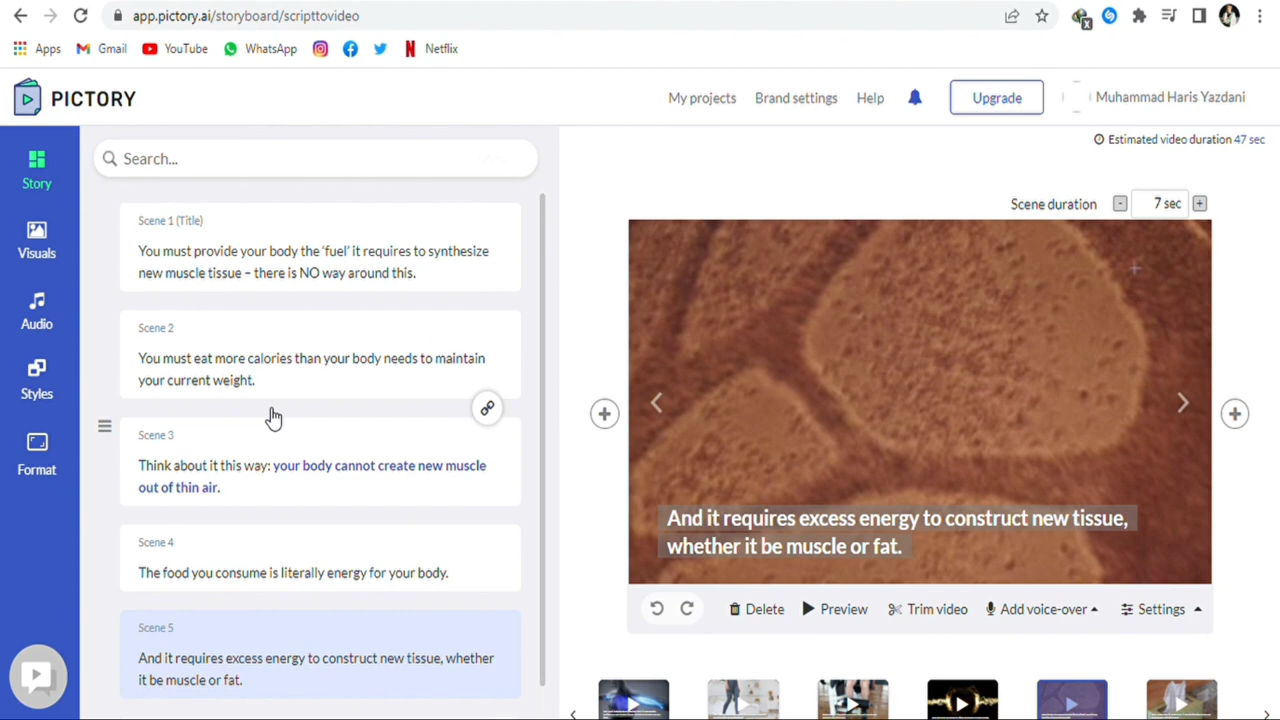 app.pictory.ai/storyboard/scripttovideo
Apps Gmail YouTube WhatsApp Netflix
PICTORY
My projects Brand settings Help Upgrade Muhammad Haris Yazdani
Estimated video duration 47 sec
Story
Visuals
Audio
Styles
Format
Search...
Scene 1 (Title)
You must provide your body the 'fuel' it requires to synthesize
new muscle tissue – there is NO way around this.
Scene 2
You must eat more calories than your body needs to maintain
your current weight.
Scene 3
Think about it this way: your body cannot create new muscle
out of thin air.
Scene 4
The food you consume is literally energy for your body.
Scene 5
And it requires excess energy to construct new tissue, whether
it be muscle or fat.
Scene duration - 7 sec +
And it requires excess energy to construct new tissue,
whether it be muscle or fat.
Delete Preview Trim video Add voice-over Settings